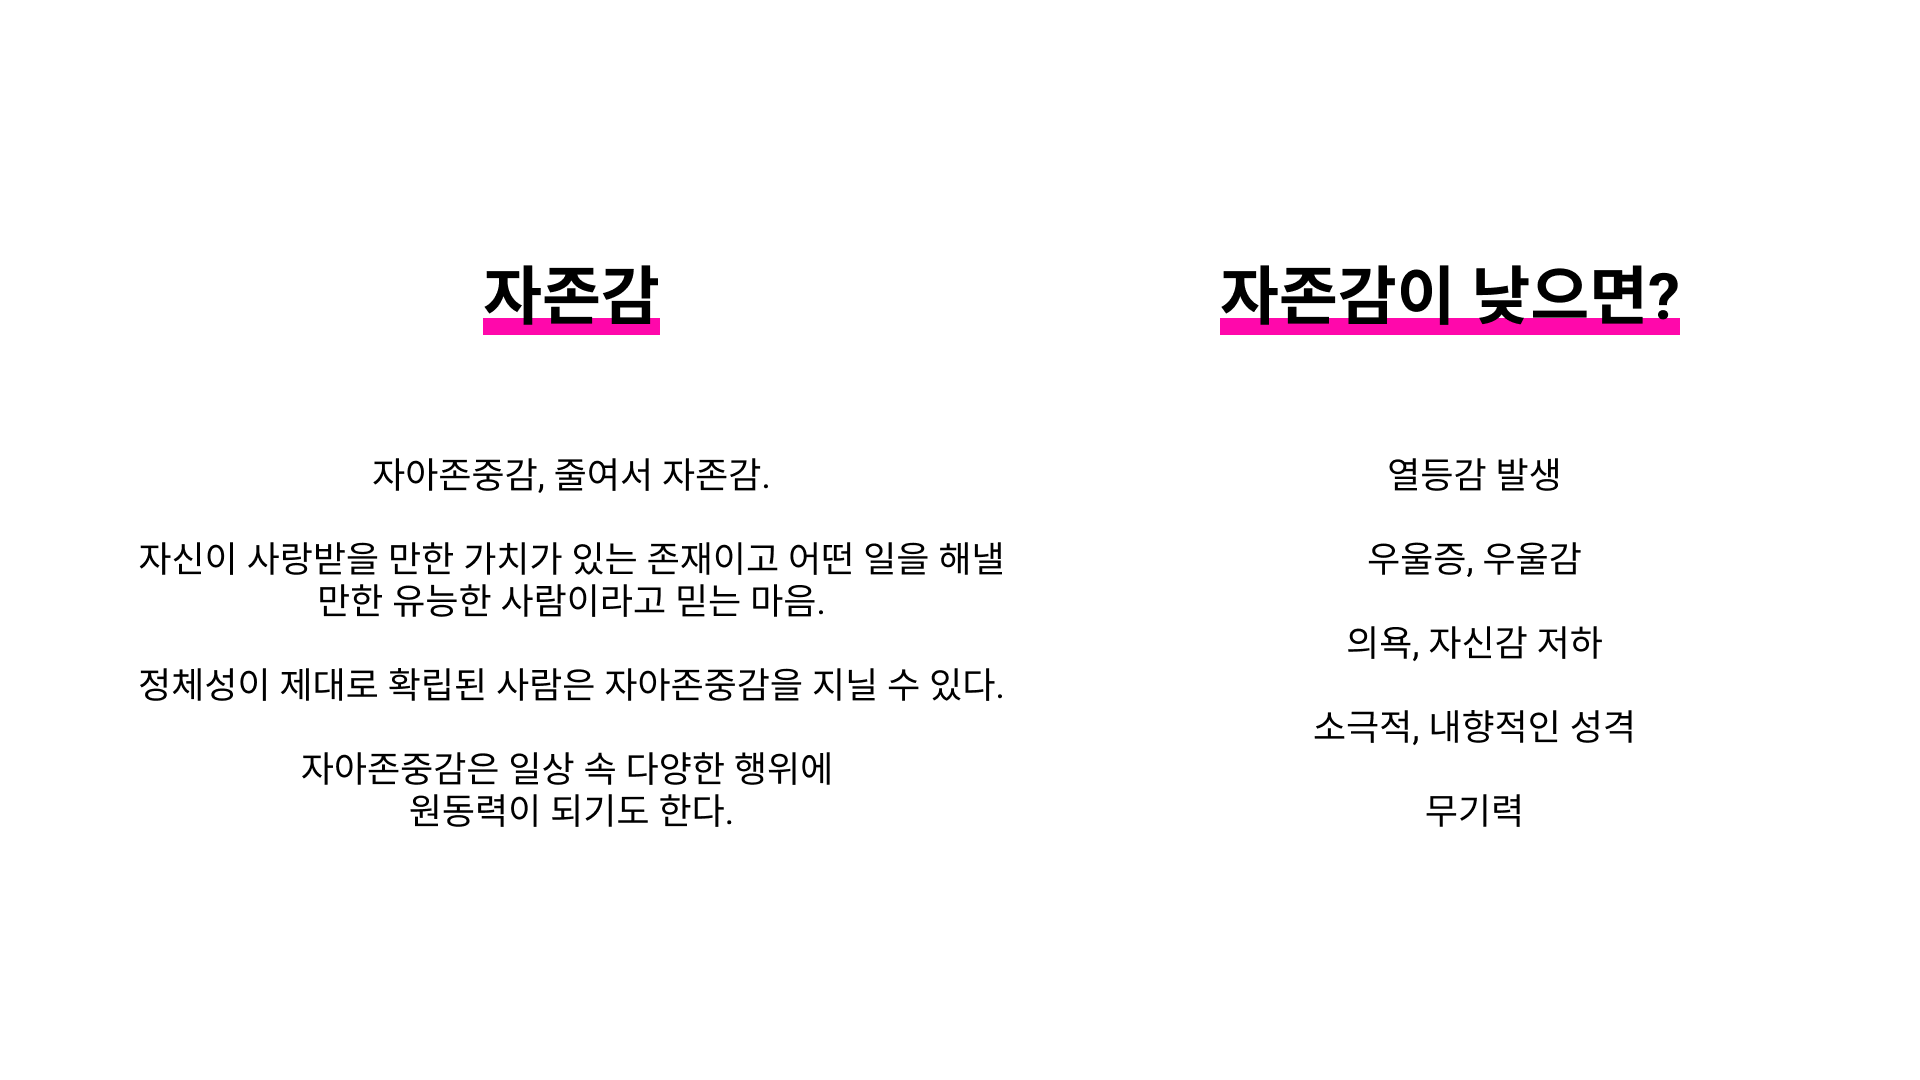 자존감
자아존중감, 줄여서 자존감.
자신이 사랑받을 만한 가치가 있는 존재이고 어떤 일을 해낼
만한 유능한 사람이라고 믿는 마음.
정체성이 제대로 확립된 사람은 자아존중감을 지닐 수 있다.
자아존중감은 일상 속 다양한 행위에
원동력이 되기도 한다.
자존감이 낮으면?
열등감 발생
우울증, 우울감
의욕, 자신감 저하
소극적, 내향적인 성격
무기력